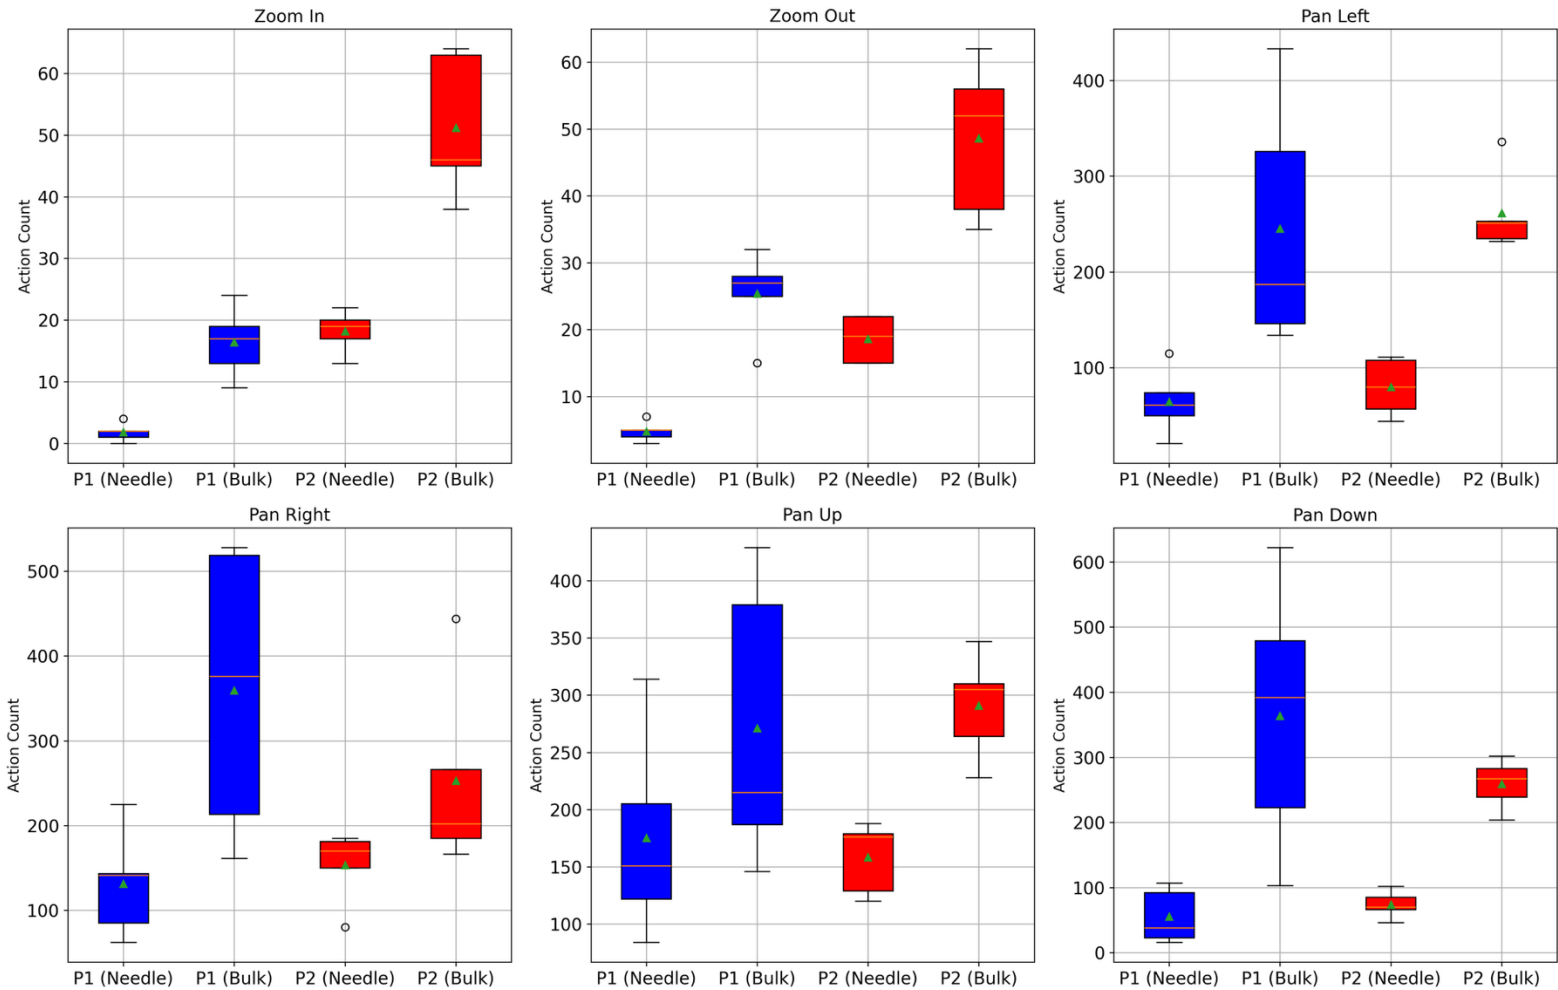 Zoom In
Action Count
60
50
40
30
20
10
0
P1 (Needle) P1 (Bulk) P2 (Needle) P2 (Bulk)
Zoom Out
Action Count
60
50
40
30
20
10
P1 (Needle) P1 (Bulk) P2 (Needle) P2 (Bulk)
Pan Left
Action Count
400
300
200
100
P1 (Needle) P1 (Bulk) P2 (Needle) P2 (Bulk)
Pan Right
Action Count
500
400
300
200
100
P1 (Needle) P1 (Bulk) P2 (Needle) P2 (Bulk)
Pan Up
Action Count
400
350
300
250
200
150
100
P1 (Needle) P1 (Bulk) P2 (Needle) P2 (Bulk)
Pan Down
Action Count
600
500
400
300
200
100
0
P1 (Needle) P1 (Bulk) P2 (Needle) P2 (Bulk)